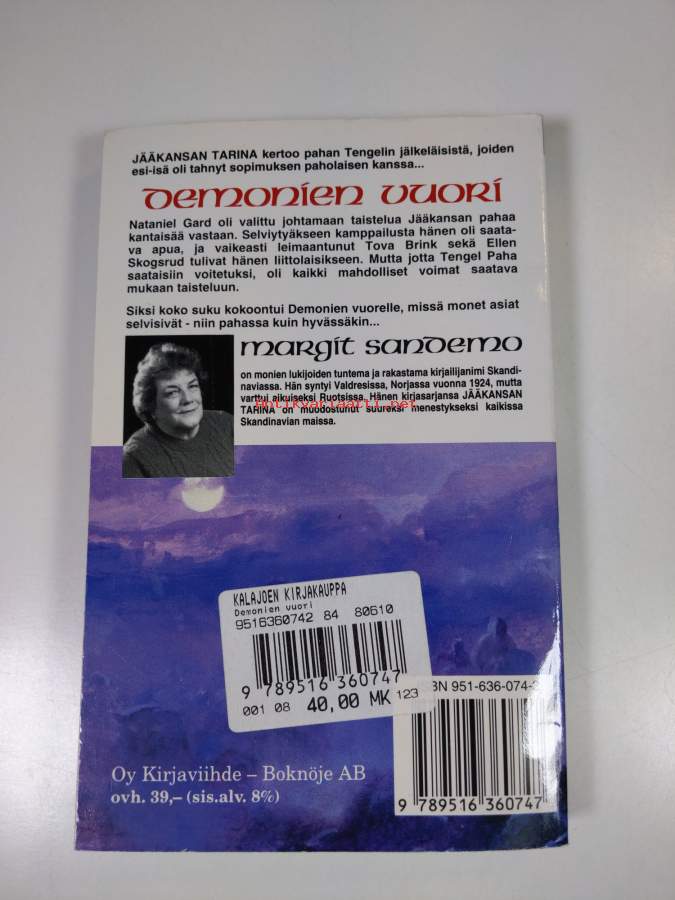 JÄÄKANSAN TARINA kertoo pahan Tengelin jälkeläisistä, joiden
esi-isä oli tahnyt sopimuksen paholaisen kanssa...
Demonien vuori
Nataniel Gard oli valittu johtamaan taistelua Jääkansan pahaa
kantaisää vastaan. Selviytyäkseen kamppailusta hänen oli saata-
va apua, ja vaikeasti leimaantunut Tova Brink sekä Ellen
Skogsrud tulivat hänen liittolaisikseen. Mutta jotta Tengel Paha
saataisiin voitetuksi, oli kaikki mahdolliset voimat saatava
mukaan taisteluun.
Siksi koko suku kokoontui Demonien vuorelle, missä monet asiat
selvisivät - niin pahassa kuin hyvässäkin...
margit sandemo
on monien lukijoiden tuntema ja rakastama kirjailijanimi Skandi-
naviassa. Hän syntyi Valdresissa, Norjassa vuonna 1924, mutta
varttui aikuiseksi Ruotsissa. Hänen kirjasarjansa JÄÄKANSAN
TARINA on muodostunut suureksi menestykseksi kaikissa
Skandinavian maissa.
Antikvariaatti.net
KALAJOEN KIRJAKAUPPA
Demonien vuori
9516360742 84 80610
9 789516 360747
001 08 40,00 MK 123
BN 951-636-074-
9 789516 360747
Oy Kirjaviihde – Boknöje AB
ovh. 39,– (sis.alv. 8%)